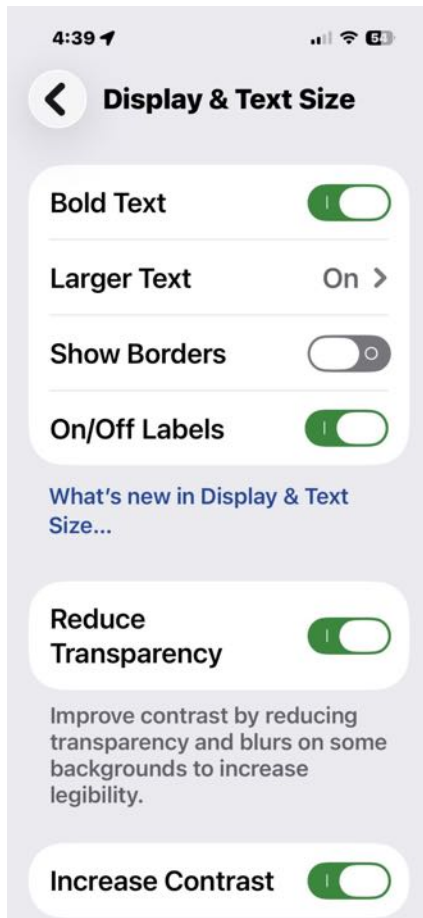 4:39
54
Display & Text Size
Bold Text
Larger Text On
Show Borders
On/Off Labels
What's new in Display & Text
Size...
Reduce
Transparency
Improve contrast by reducing
transparency and blurs on some
backgrounds to increase
legibility.
Increase Contrast